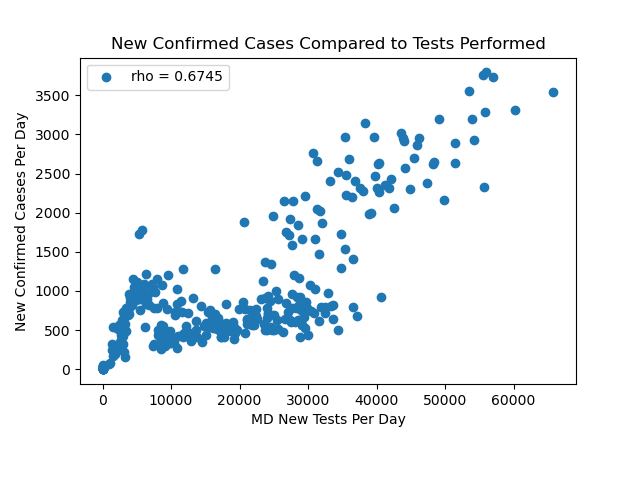 New Confirmed Cases Compared to Tests Performed
rho = 0.6745
New Confirmed Caeses Per Day
3500
3000
2500
2000
1500
1000
500
0
0 10000 20000 30000 40000 50000 60000
MD New Tests Per Day